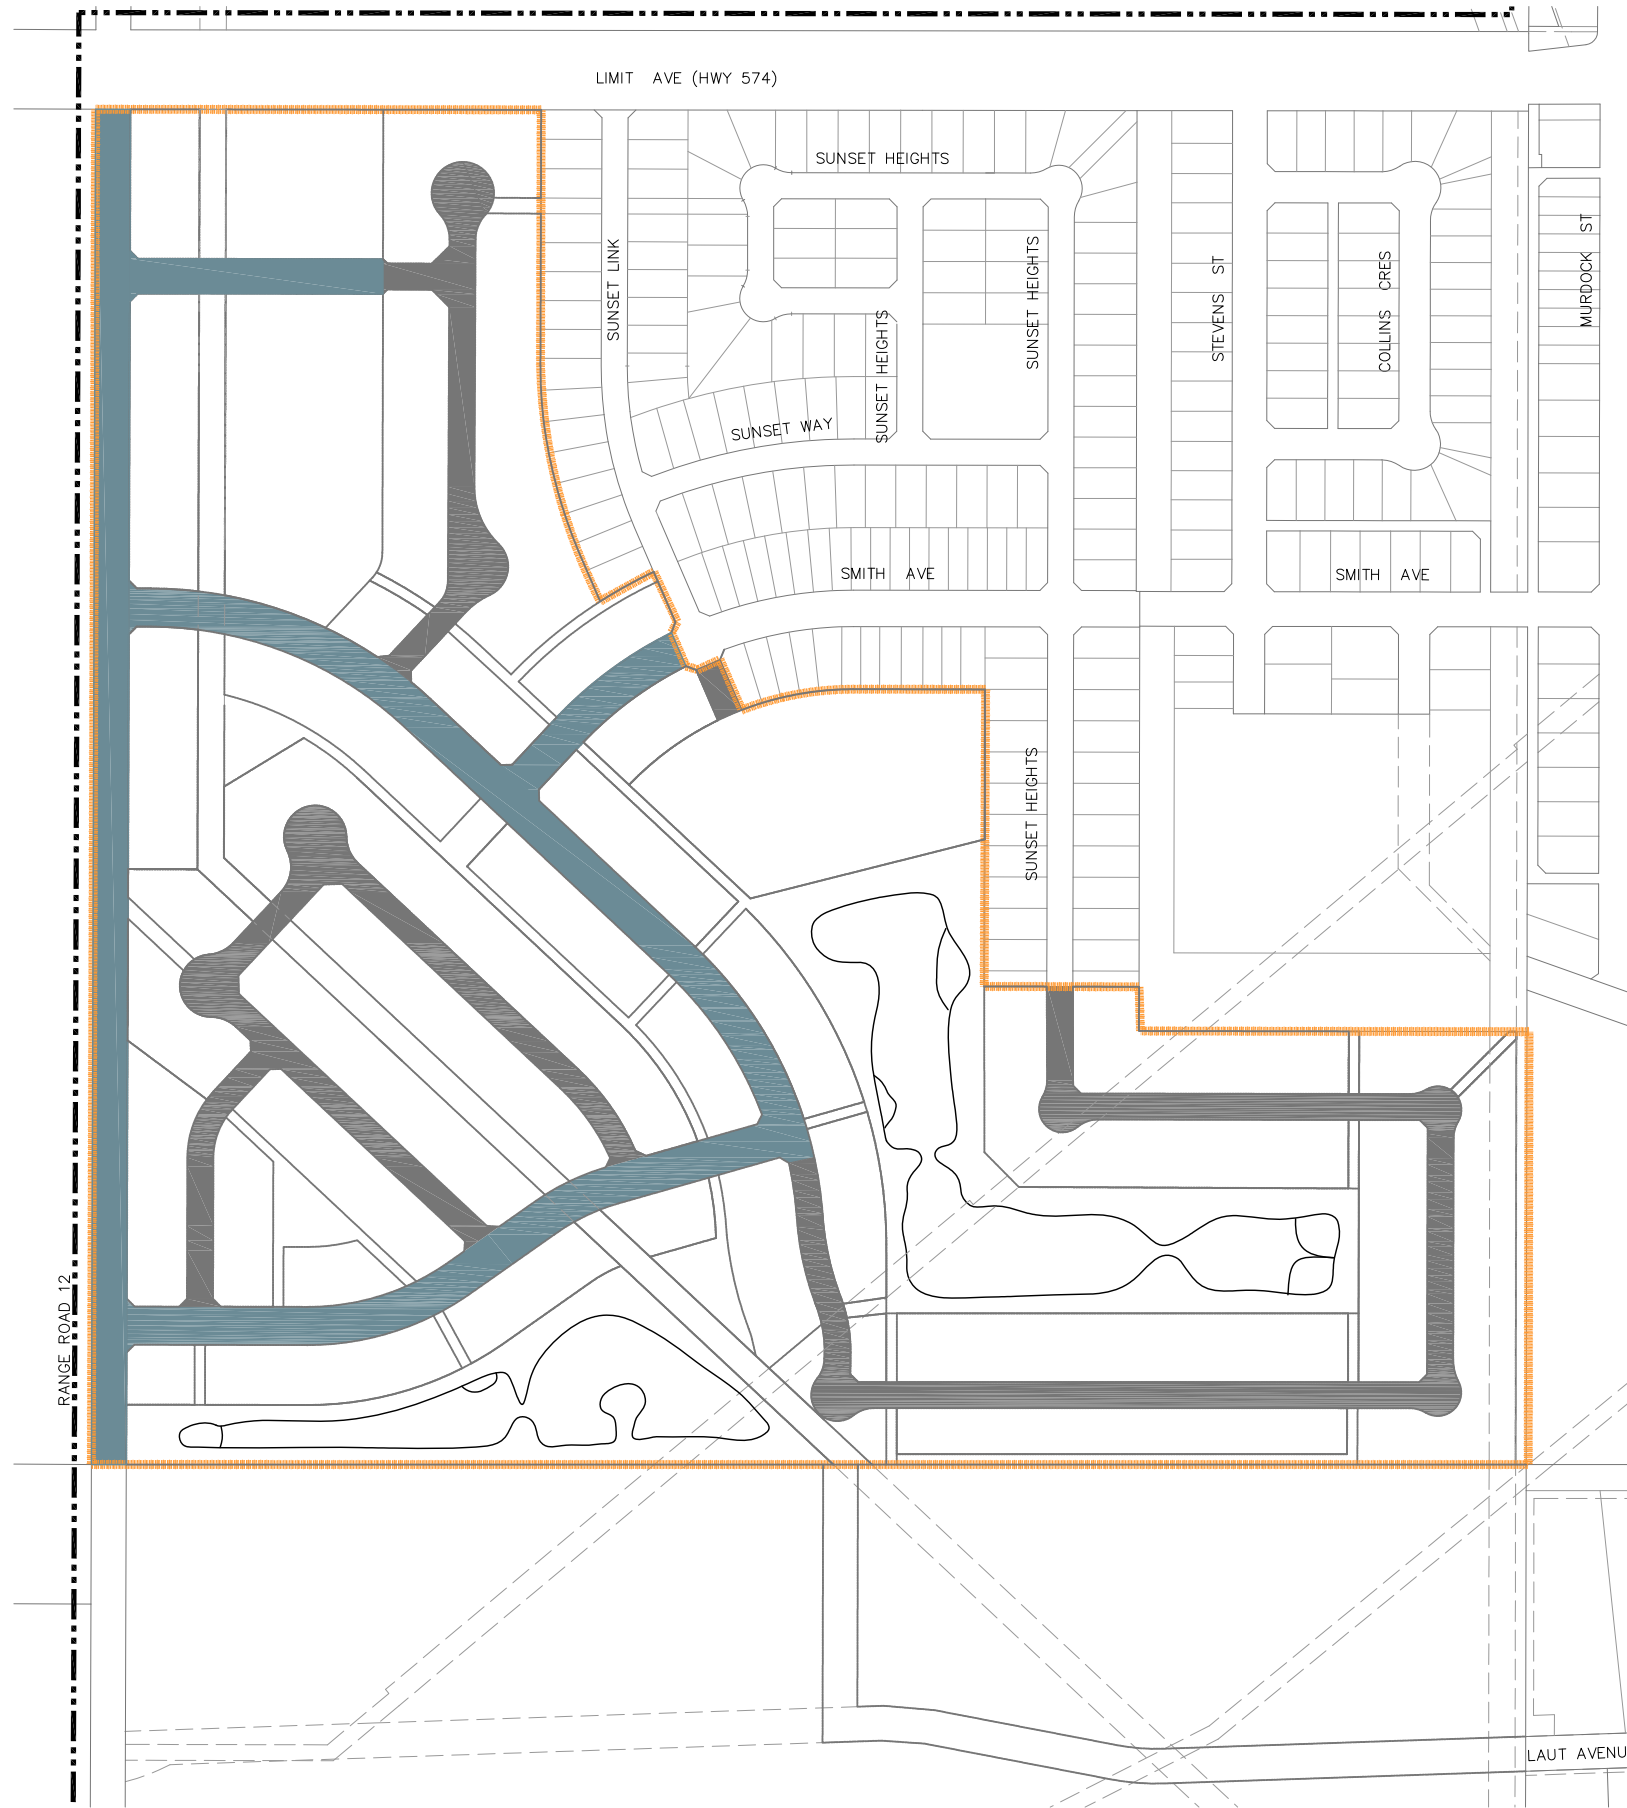 LIMIT AVE (HWY 574)
SUNSET HEIGHTS
SUNSET LINK
SUNSET HEIGHTS
SUNSET HEIGHTS
STEVENS ST
COLLINS CRES
MURDOCK ST
SUNSET WAY
SMITH AVE
SMITH AVE
SUNSET HEIGHTS
RANGE ROAD 12
LAUT AVENU